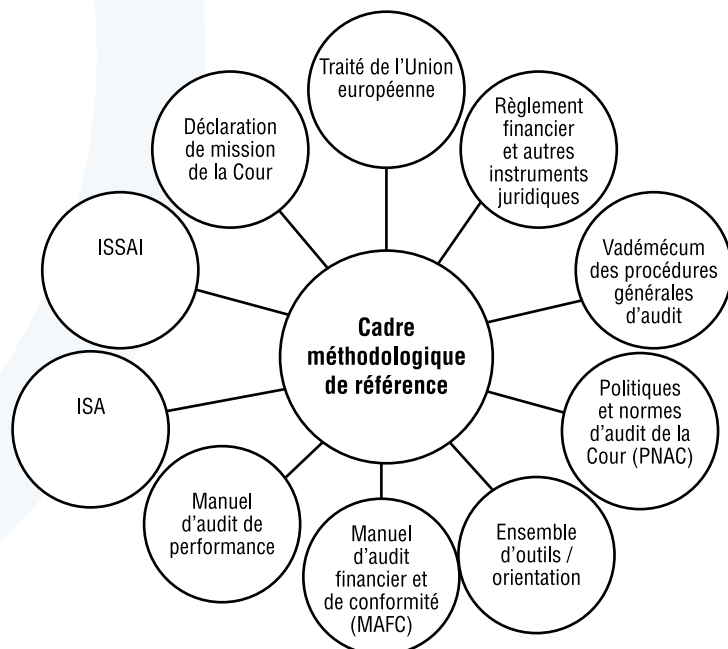 Traité de l’Union
européenne
Règlement
financier
et autres
instruments
juridiques
Déclaration
de mission
de la Cour
ISSAI
Vadémécum
des procédures
générales
d’audit
Cadre
méthodologique
de référence
ISA
Politiques
et normes
d’audit de la
Cour (PNAC)
Manuel
d’audit de
performance
Manuel
d’audit
financier et
de conformité
(MAFC)
Ensemble
d’outils /
orientation